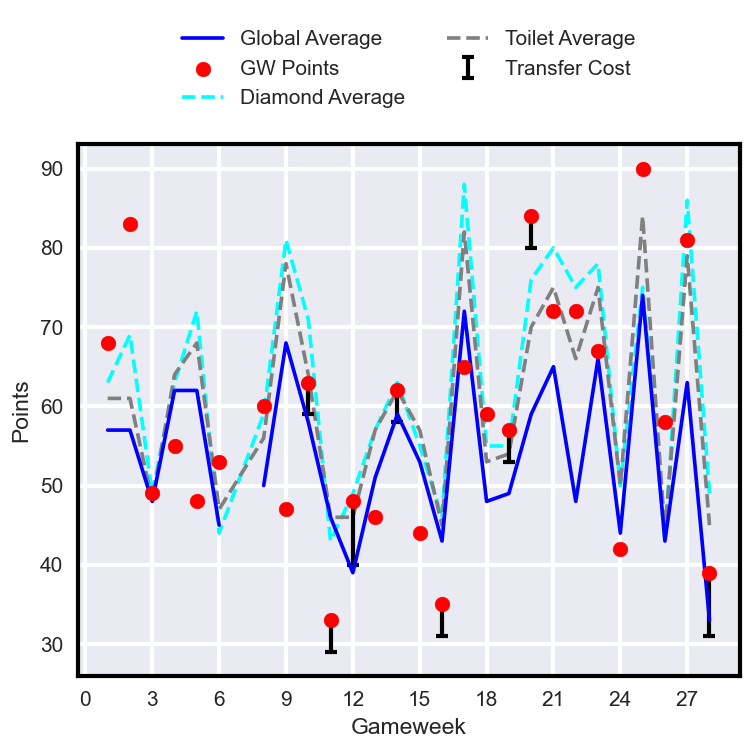 Global Average
GW Points
Diamond Average
Toilet Average
Transfer Cost
90
80
70
60
50
40
30
Points
0 3 6 9 12 15 18 21 24 27
Gameweek